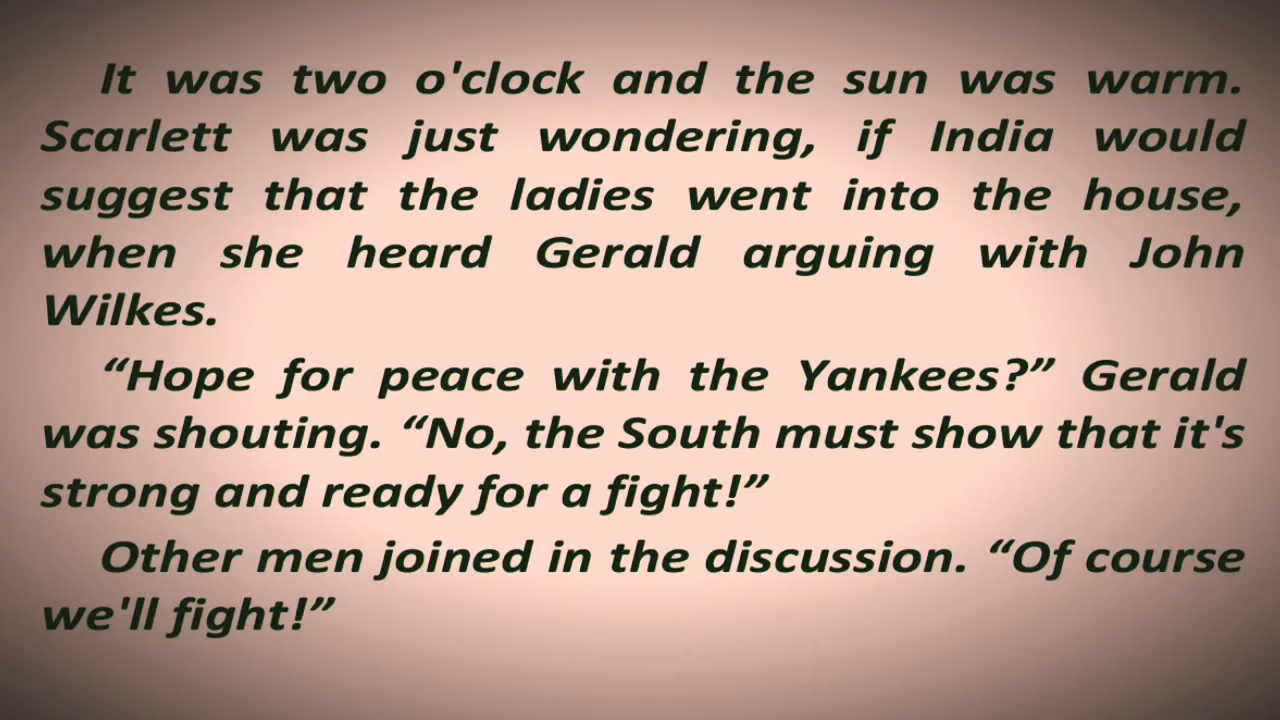 It was two o'clock and the sun was warm.
Scarlett was just wondering, if India would
suggest that the ladies went into the house,
when she heard Gerald arguing with John
Wilkes.
“Hope for peace with the Yankees?” Gerald
was shouting. “No, the South must show that it's
strong and ready for a fight!”
Other men joined in the discussion. “Of course
we'll fight!”